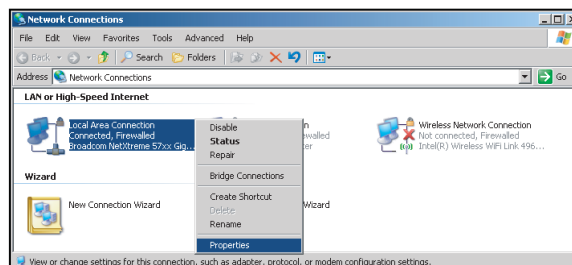 Network Connections
File Edit View Favorites Tools Advanced Help
Back Search Folders
Address Network Connections Go
LAN or High-Speed Internet
Local Area Connection
Connected, Firewalled
Broadcom NetXtreme 57xx Gig...
Disable
Status
Repair
Bridge Connections
Create Shortcut
Delete
Rename
Properties
n
ewalled
ter
Wireless Network Connection
Not connected, Firewalled
Intel(R) Wireless WiFi Link 496...
Wizard
New Connection Wizard
Wizard
View or change settings for this connection, such as adapter, protocol, or modem configuration settings.